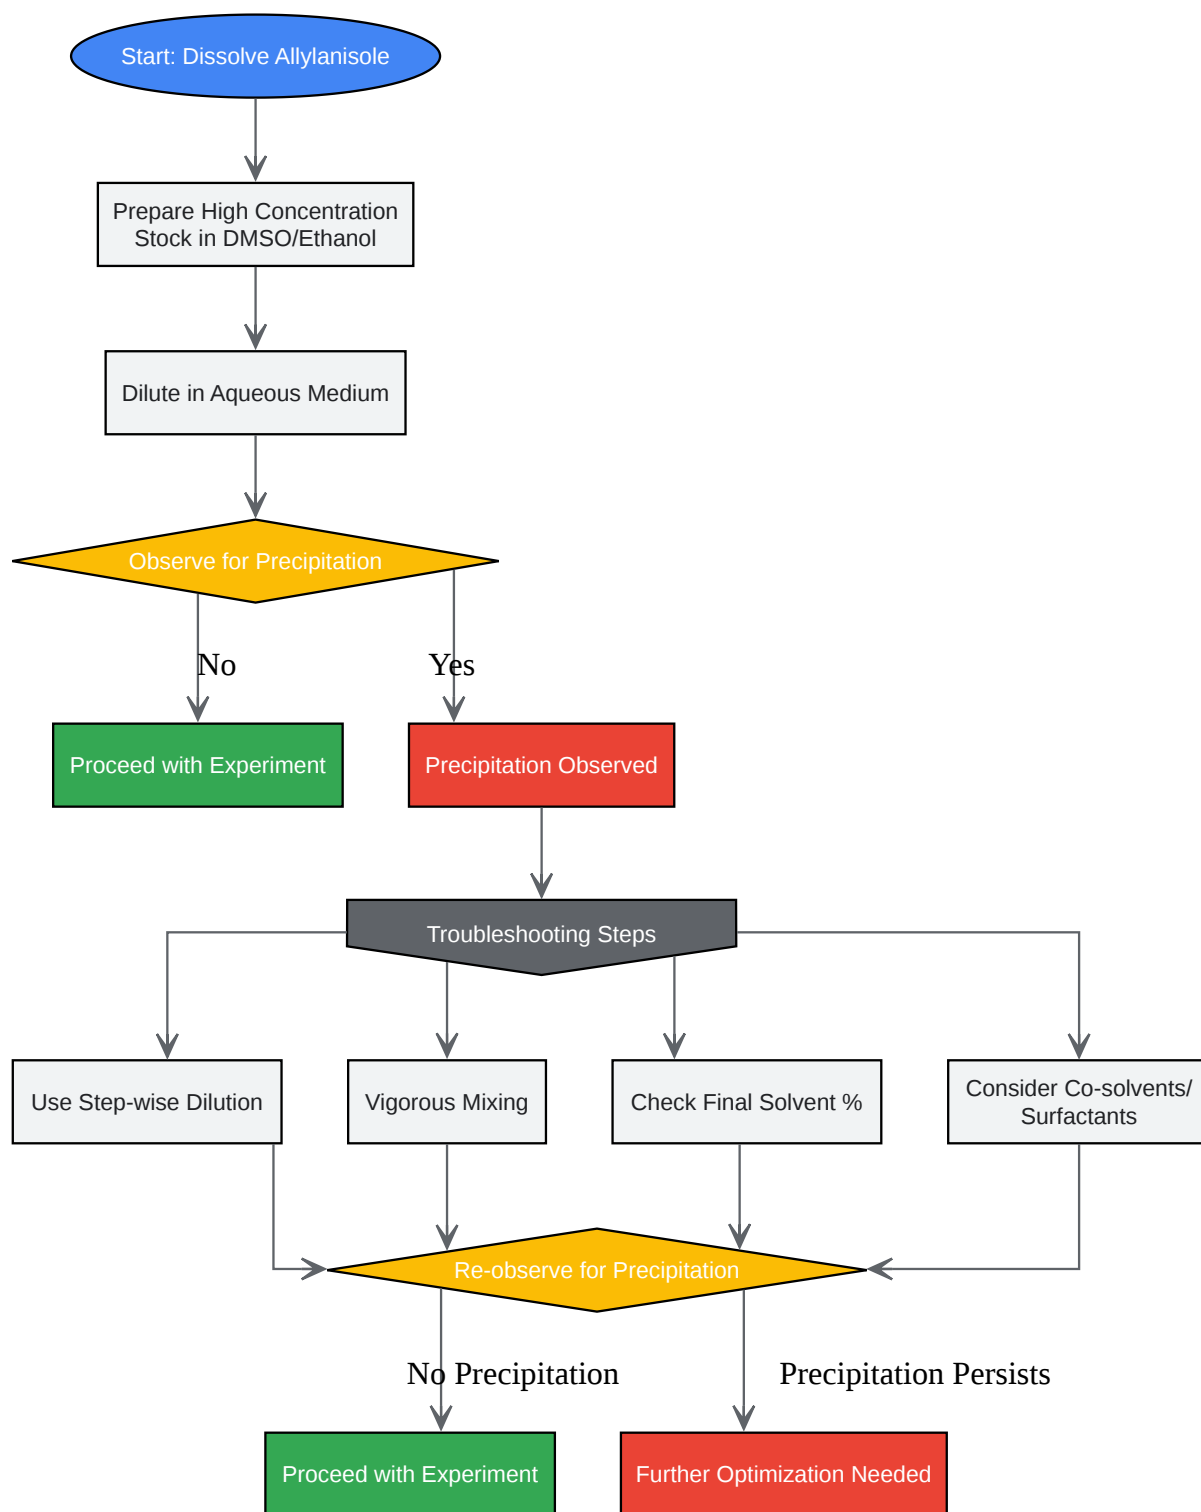 Start: Dissolve Allylanisole
Prepare High Concentration
Stock in DMSO/Ethanol
Dilute in Aqueous Medium
Observe for Precipitation
No
Yes
Proceed with Experiment
Precipitation Observed
Troubleshooting Steps
Use Step-wise Dilution
Vigorous Mixing
Check Final Solvent %
Consider Co-solvents/
Surfactants
Re-observe for Precipitation
No Precipitation
Precipitation Persists
Proceed with Experiment
Further Optimization Needed